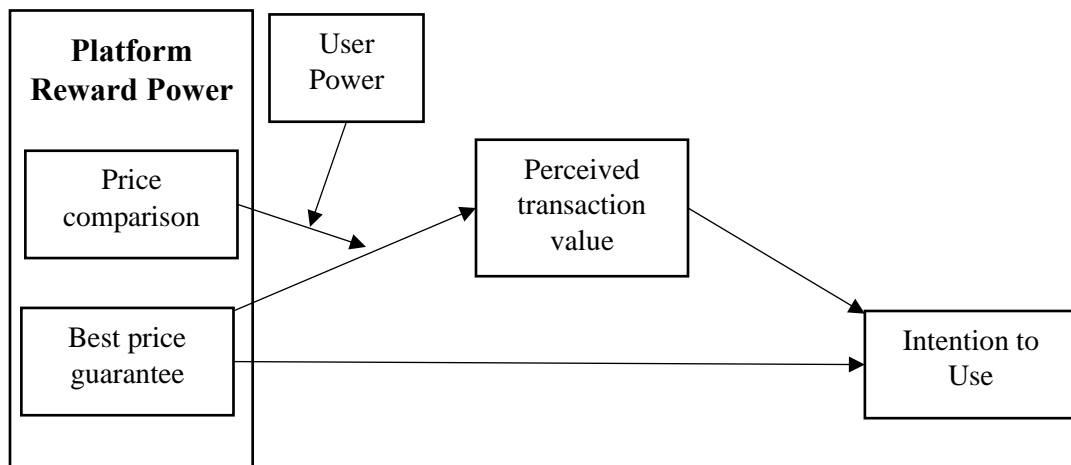 Platform
Reward Power
User
Power
Price
comparison
Perceived
transaction
value
Best price
guarantee
Intention to
Use